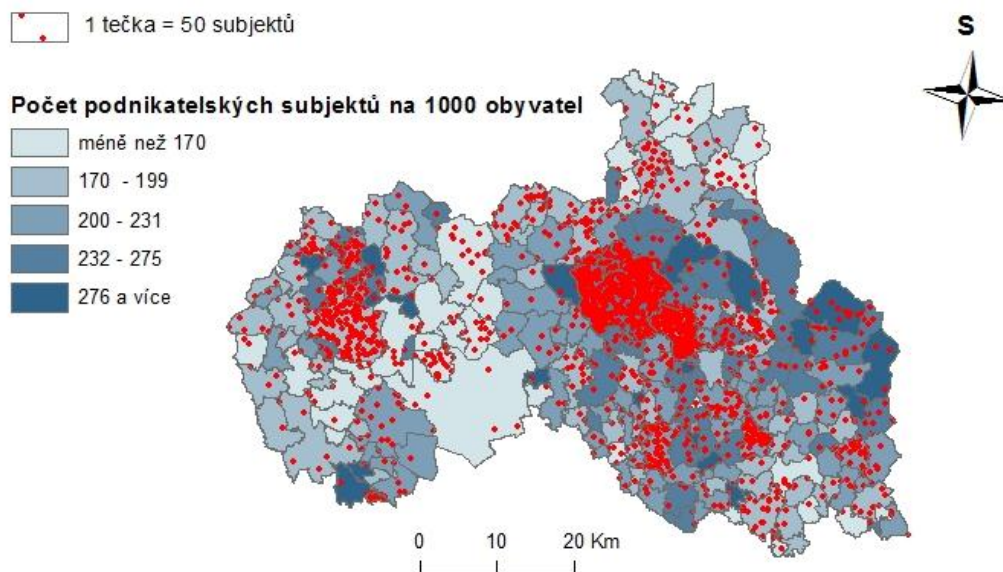 1 tečka = 50 subjektů
S
Počet podnikatelských subjektů na 1000 obyvatel
méně než 170
170 - 199
200 - 231
232 - 275
276 a více
0 10 20 Km